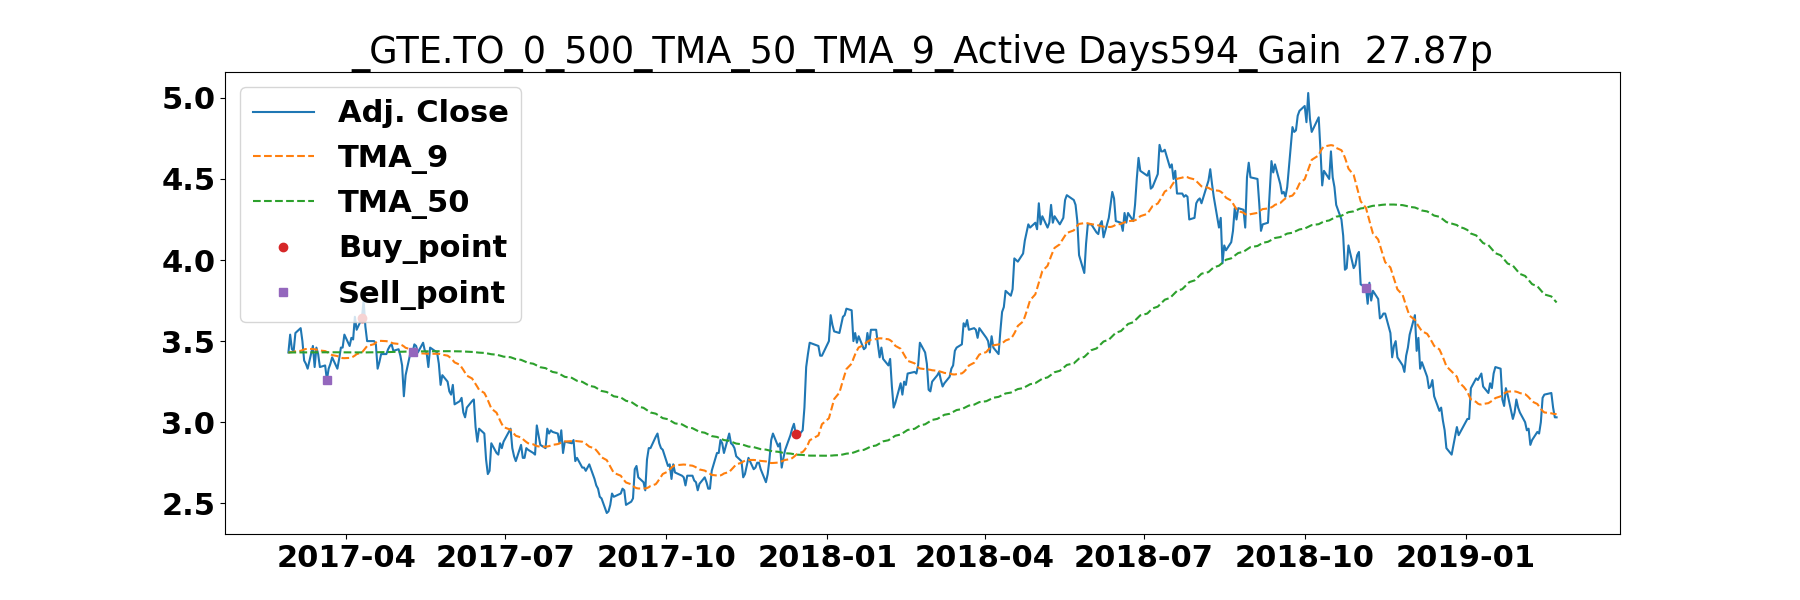 _GTE.TO_0_500_TMA_50_TMA_9_Active Days594_Gain  27.87p
5.0
4.5
4.0
3.5
3.0
2.5
Adj. Close
TMA_9
TMA_50
Buy_point
Sell_point
2017-04 2017-07 2017-10 2018-01 2018-04 2018-07 2018-10 2019-01